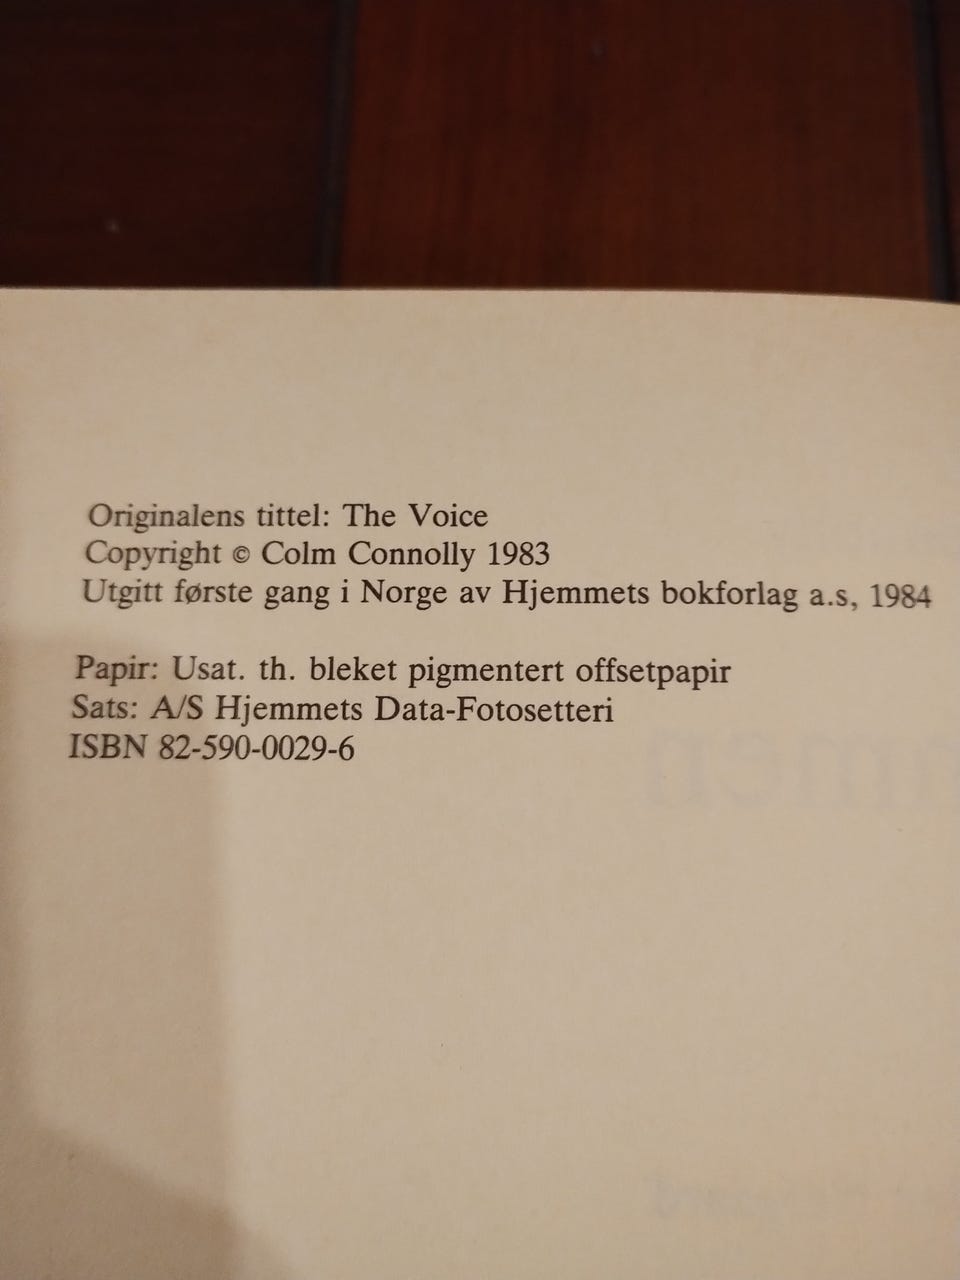 Originalens tittel: The Voice
Copyright © Colm Connolly 1983
Utgitt første gang i Norge av Hjemmets bokforlag a.s, 1984
Papir: Usat. th. bleket pigmentert offsetpapir
Sats: A/S Hjemmets Data-Fotosetteri
ISBN 82-590-0029-6